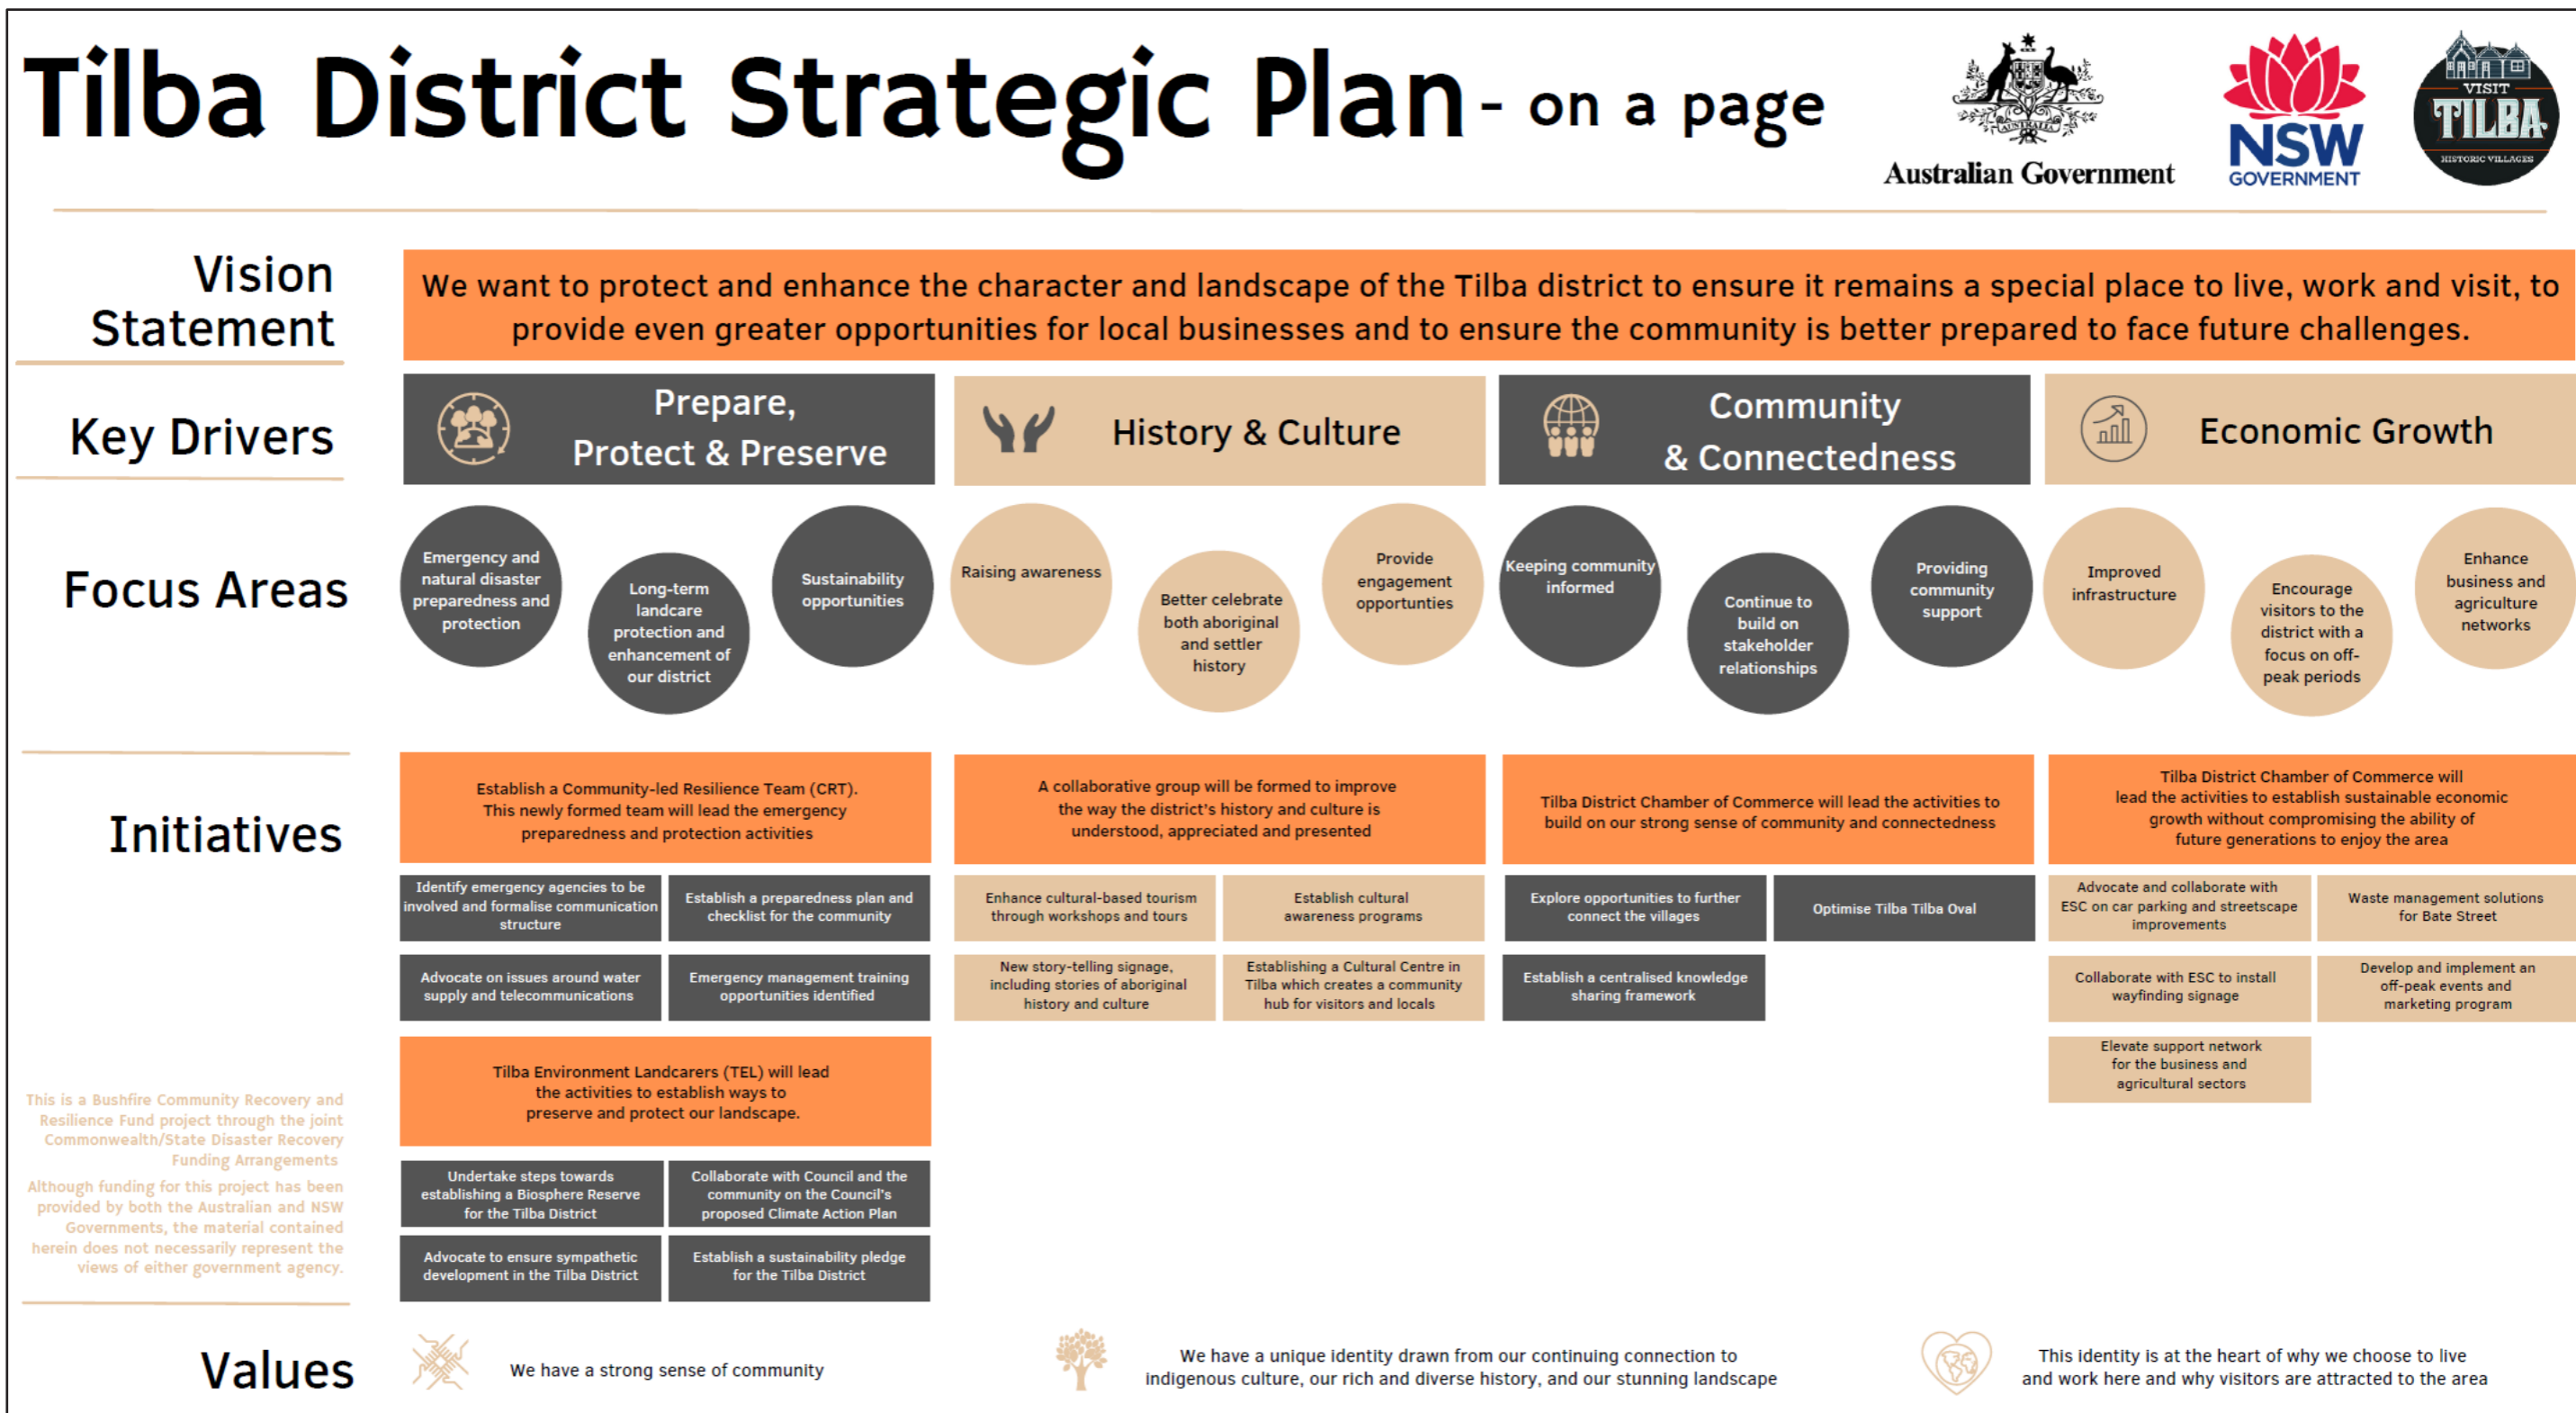 Tilba District Strategic Plan - on a page
AUSTRALIA
Australian Government
NSW
GOVERNMENT
VISIT
TILBA
HISTORIC VILLAGES
Vision
Statement
We want to protect and enhance the character and landscape of the Tilba district to ensure it remains a special place to live, work and visit, to
provide even greater opportunities for local businesses and to ensure the community is better prepared to face future challenges.
Key Drivers
Prepare,
Protect & Preserve
History & Culture
Community
& Connectedness
Economic Growth
Focus Areas
Emergency and
natural disaster
preparedness and
protection
Long-term
landcare
protection and
enhancement of
our district
Sustainability
opportunities
Raising awareness
Better celebrate
both aboriginal
and settler
history
Provide
engagement
opportunties
Keeping community
informed
Continue to
build on
stakeholder
relationships
Providing
community
support
Improved
infrastructure
Encourage
visitors to the
district with a
focus on off-
peak periods
Enhance
business and
agriculture
networks
Initiatives
Establish a Community-led Resilience Team (CRT).
This newly formed team will lead the emergency
preparedness and protection activities
Identify emergency agencies to be
involved and formalise communication
structure
Establish a preparedness plan and
checklist for the community
Advocate on issues around water
supply and telecommunications
Emergency management training
opportunities identified
Tilba Environment Landcarers (TEL) will lead
the activities to establish ways to
preserve and protect our landscape.
Undertake steps towards
establishing a Biosphere Reserve
for the Tilba District
Collaborate with Council and the
community on the Council's
proposed Climate Action Plan
Advocate to ensure sympathetic
development in the Tilba District
Establish a sustainability pledge
for the Tilba District
A collaborative group will be formed to improve
the way the district's history and culture is
understood, appreciated and presented
Enhance cultural-based tourism
through workshops and tours
Establish cultural
awareness programs
New story-telling signage,
including stories of aboriginal
history and culture
Establishing a Cultural Centre in
Tilba which creates a community
hub for visitors and locals
Tilba District Chamber of Commerce will lead the activities to
build on our strong sense of community and connectedness
Explore opportunities to further
connect the villages
Optimise Tilba Tilba Oval
Establish a centralised knowledge
sharing framework
Tilba District Chamber of Commerce will
lead the activities to establish sustainable economic
growth without compromising the ability of
future generations to enjoy the area
Advocate and collaborate with
ESC on car parking and streetscape
improvements
Waste management solutions
for Bate Street
Collaborate with ESC to install
wayfinding signage
Develop and implement an
off-peak events and
marketing program
Elevate support network
for the business and
agricultural sectors
This is a Bushfire Community Recovery and
Resilience Fund project through the joint
Commonwealth/State Disaster Recovery
Funding Arrangements
Although funding for this project has been
provided by both the Australian and NSW
Governments, the material contained
herein does not necessarily represent the
views of either government agency.
Values
We have a strong sense of community
We have a unique identity drawn from our continuing connection to
indigenous culture, our rich and diverse history, and our stunning landscape
This identity is at the heart of why we choose to live
and work here and why visitors are attracted to the area